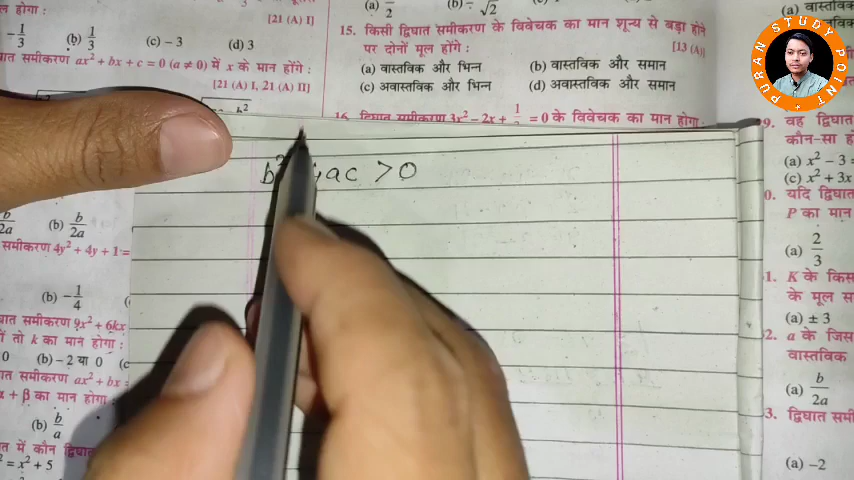 ल होगा :
[21 (A) I]
-1/3 (b) 1/3 (c) - 3 (d) 3
घात समीकरण ax² + bx + c = 0 (a ≠ 0) में x के मान होंगे :
[21 (A) I, 21 (A) II]
b/2a (b) b/2a
समीकरण 4y² + 4y + 1 =
(b) -1/4
घात समीकरण 9x² + 6kx
तो k का मान होगा :
0 (b) - 2 या 0 (c
ात समीकरण ax² + bx =
x + β का मान होगा :
(b) b/a
त में कौन द्विघात
² = x² + 5
(a) /2 (b) - √2
15. किसी द्विघात समीकरण के विवेचक का मान शून्य से बड़ा होने
पर दोनों मूल होंगे : [13 (A)]
(a) वास्तविक और भिन्न (b) वास्तविक और समान
(c) अवास्तविक और भिन्न (d) अवास्तविक और समान
16. द्विघात समीकरण 3x² - 2x + 1/ = 0 के विवेचक का मान होगा :
b² 4ac > 0
(a) वास्तविक
PURAN STUDY POINT
9. वह द्विघात
कौन-सा ह
(a) x² - 3 =
(c) x² + 3x
0. यदि द्विघात
P का मान
(a) 2/3
1. K के किस
के मूल स
(a) ± 3
2. a के जिस
वास्तविक
(a) b/2a
3. द्विघात समी
(a) -2